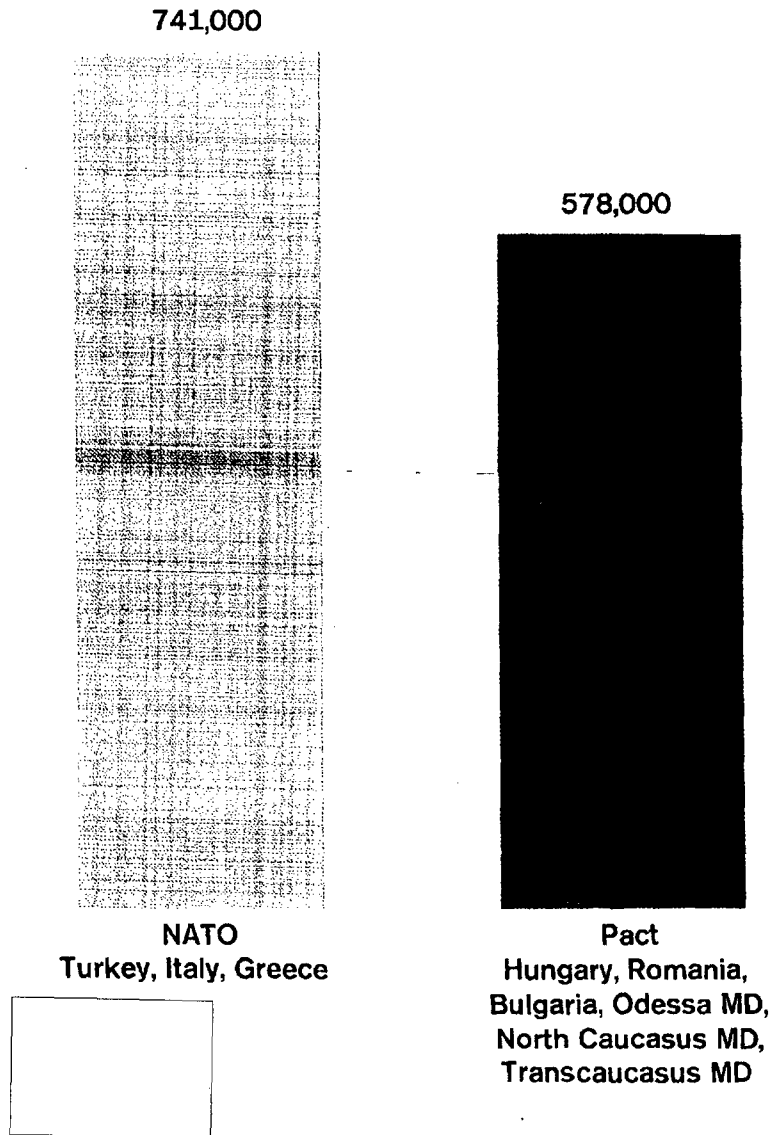 741,000
578,000
NATO
Turkey, Italy, Greece
Pact
Hungary, Romania,
Bulgaria, Odessa MD,
North Caucasus MD,
Transcaucasus MD